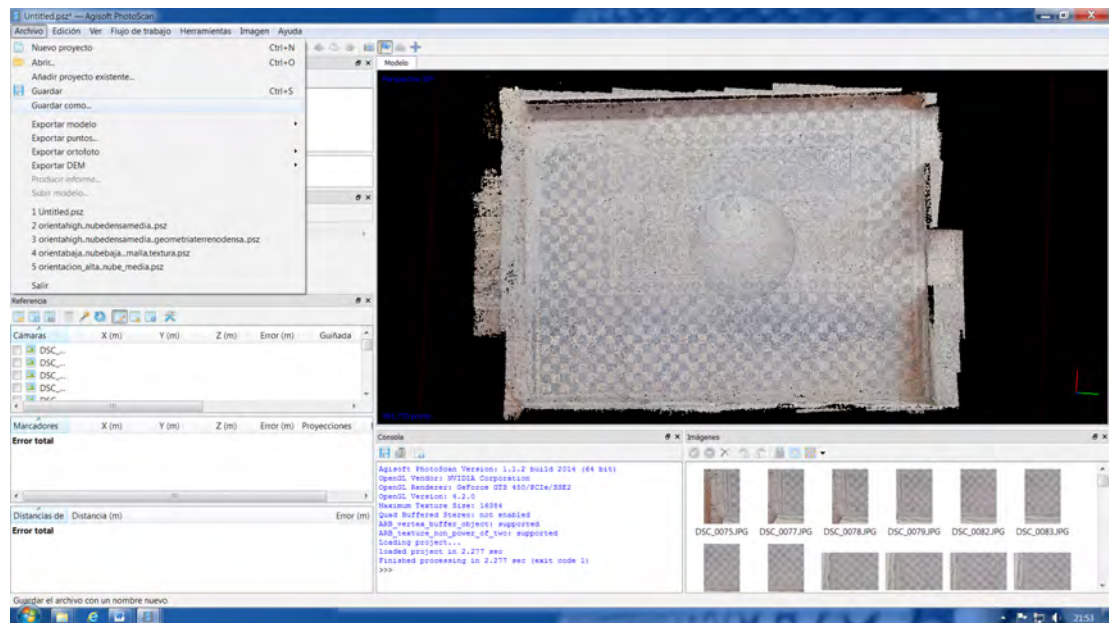 Untitled.psz* — Agisoft PhotoScan
Archivo Edición Ver Flujo de trabajo Herramientas Imagen Ayuda
Nuevo proyecto Ctrl+N
Abrir... Ctrl+O
Añadir proyecto existente...
Guardar Ctrl+S
Guardar como...
Exportar modelo
Exportar puntos...
Exportar ortofoto
Exportar DEM
Producir informe...
Subir modelo...
1 Untitled.psz
2 orientahigh..nubedensamedia..psz
3 orientahigh..nubedensamedia..geometriaterrenodensa..psz
4 orientabaja..nubebaja...malla.textura.psz
5 orientacion_alta..nube_media.psz
Salir
Modelo
Referencia
Cámaras X (m) Y (m) Z (m) Error (m) Guiñada
DSC_...
DSC_...
DSC_...
DSC_...
Marcadores X (m) Y (m) Z (m) Error (m) Proyecciones
Error total
Distancias de Distancia (m) Error (m)
Error total
Consola
Agisoft PhotoScan Version: 1.1.2 build 2014 (64 bit)
OpenGL Vendor: NVIDIA Corporation
OpenGL Renderer: GeForce GTS 450/PCIe/SSE2
OpenGL Version: 4.2.0
Maximum Texture Size: 16384
Quad Buffered Stereo: not enabled
ARB_vertex_buffer_object: supported
ARB_texture_non_power_of_two: supported
Loading project...
loaded project in 2.277 sec
Finished processing in 2.277 sec (exit code 1)
>>>
Imágenes
DSC_0075.JPG DSC_0077.JPG DSC_0078.JPG DSC_0079.JPG DSC_0082.JPG DSC_0083.JPG
Guardar el archivo con un nombre nuevo
21:53